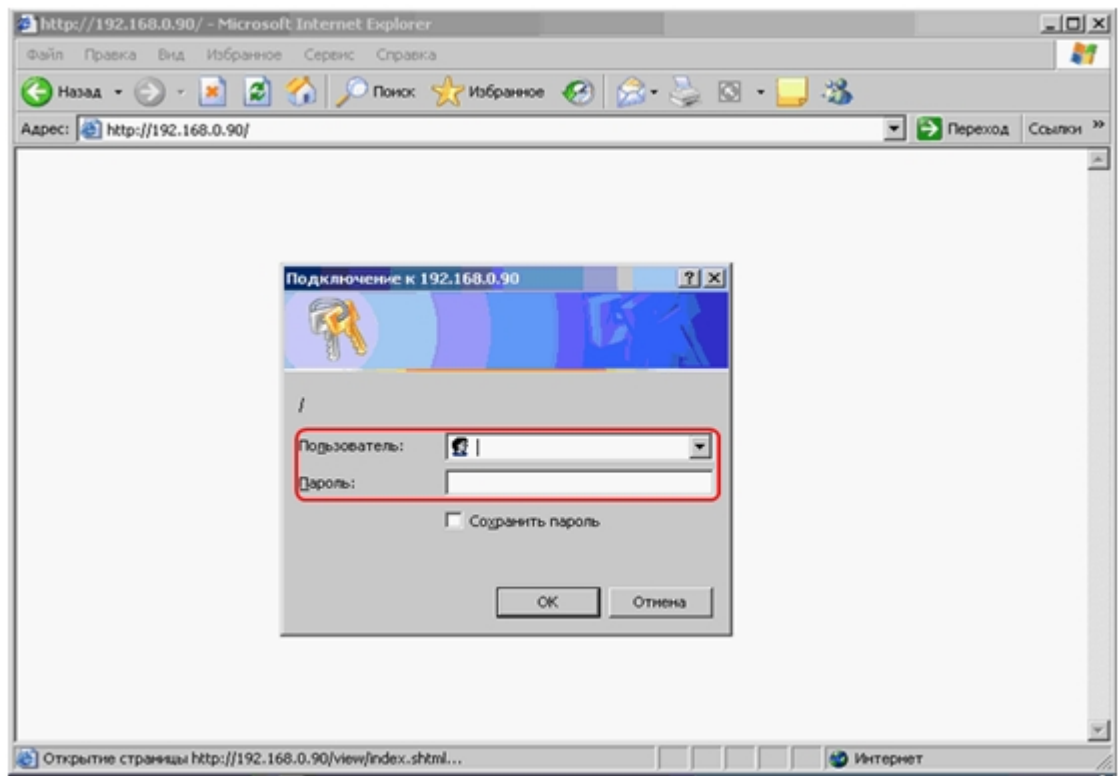 http://192.168.0.90/ - Microsoft Internet Explorer
Файл Правка Вид Избранное Сервис Справка
Назад Поиск Избранное
Адрес: http://192.168.0.90/ Переход Ссылки »
Подключение к 192.168.0.90
/
Пользователь:
Пароль:
Сохранить пароль
OK Отмена
Открытие страницы http://192.168.0.90/view/index.shtml... Интернет